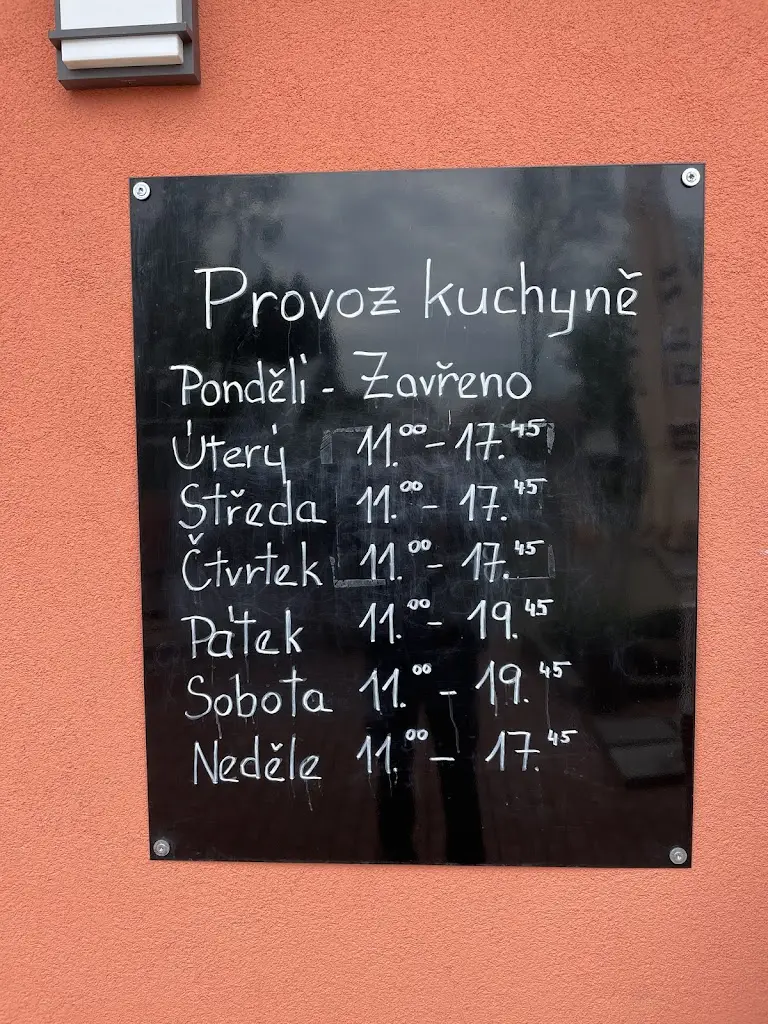 Provoz kuchyně
Ponděli - Zavřeno
Úterý 11.00 - 17.45
Středa 11.00 - 17.45
Čtvrtek 11.00 - 17.45
Pátek 11.00 - 19.45
Sobota 11.00 - 19.45
Neděle 11.00 - 17.45